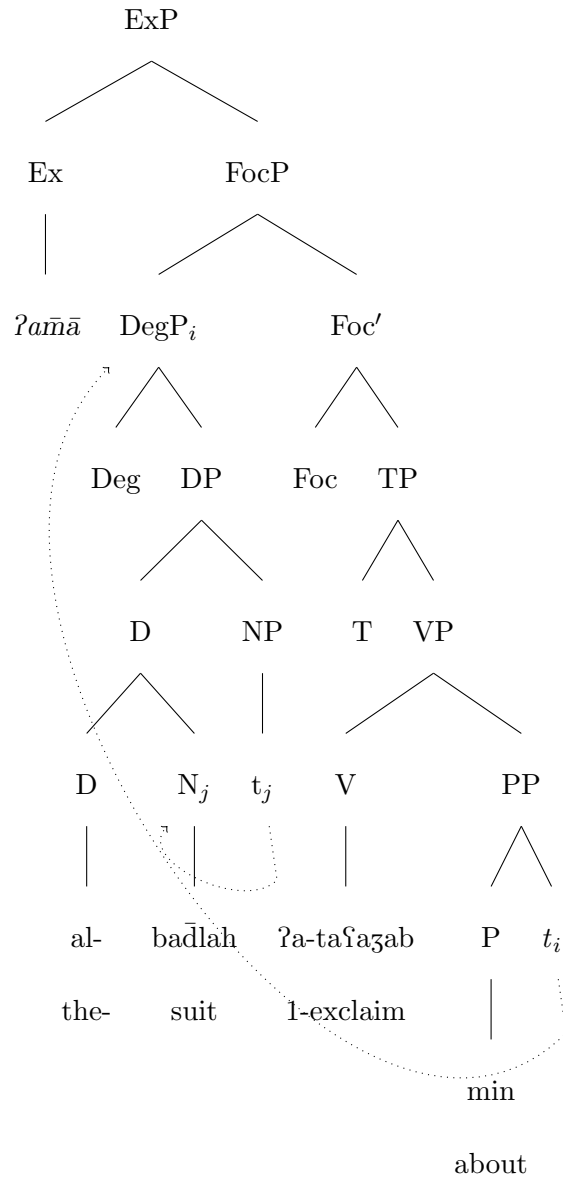 ExP
Ex FocP
ʔam̄ā DegPᵢ Foc′
Deg DP Foc TP
D NP T VP
D Nⱼ tⱼ V PP
al- bad̄lah ʔa-taʕaʒab P tᵢ
the- suit 1-exclaim
min
about